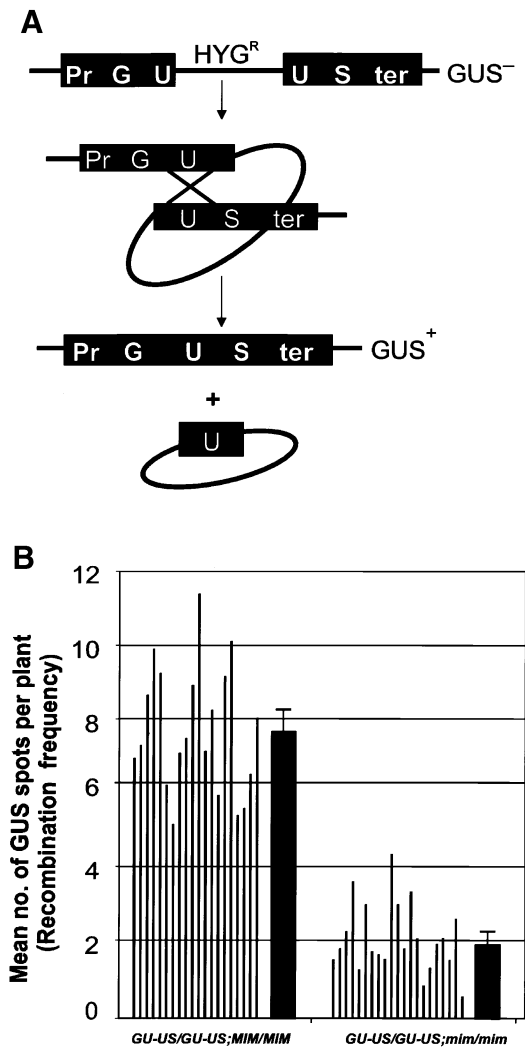 A
HYGR
Pr G U U S ter GUS–
Pr G U
U S ter
Pr G U S ter GUS+
+
U
B
Mean no. of GUS spots per plant
(Recombination frequency)
12
10
8
6
4
2
0
GU-US/GU-US;MIM/MIM GU-US/GU-US;mim/mim